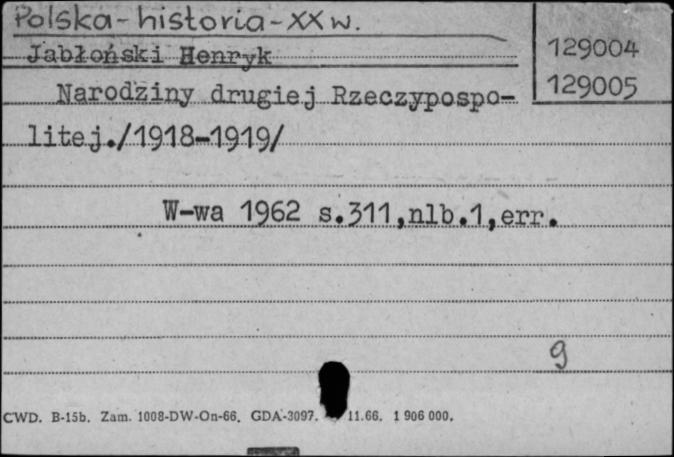 Polska-historia-XX w.
129004
Jabłoński Henryk
129005
Narodziny drugiej Rzeczypospo-
litej./1918-1919/
W-wa 1962 s.311,nlb.1,err.
9
CWD. B-15b. Zam. 1008-DW-On-66. GDA-3097. 11.66. 1 906 000.